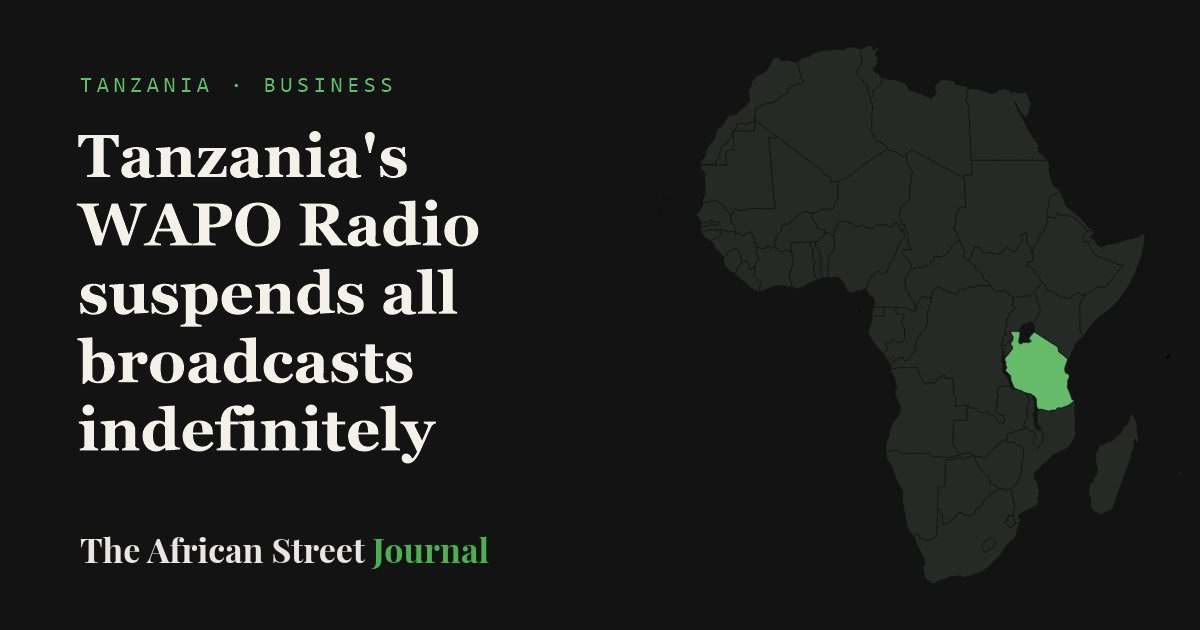 TANZANIA · BUSINESS
Tanzania's
WAPO Radio
suspends all
broadcasts
indefinitely
The African Street Journal